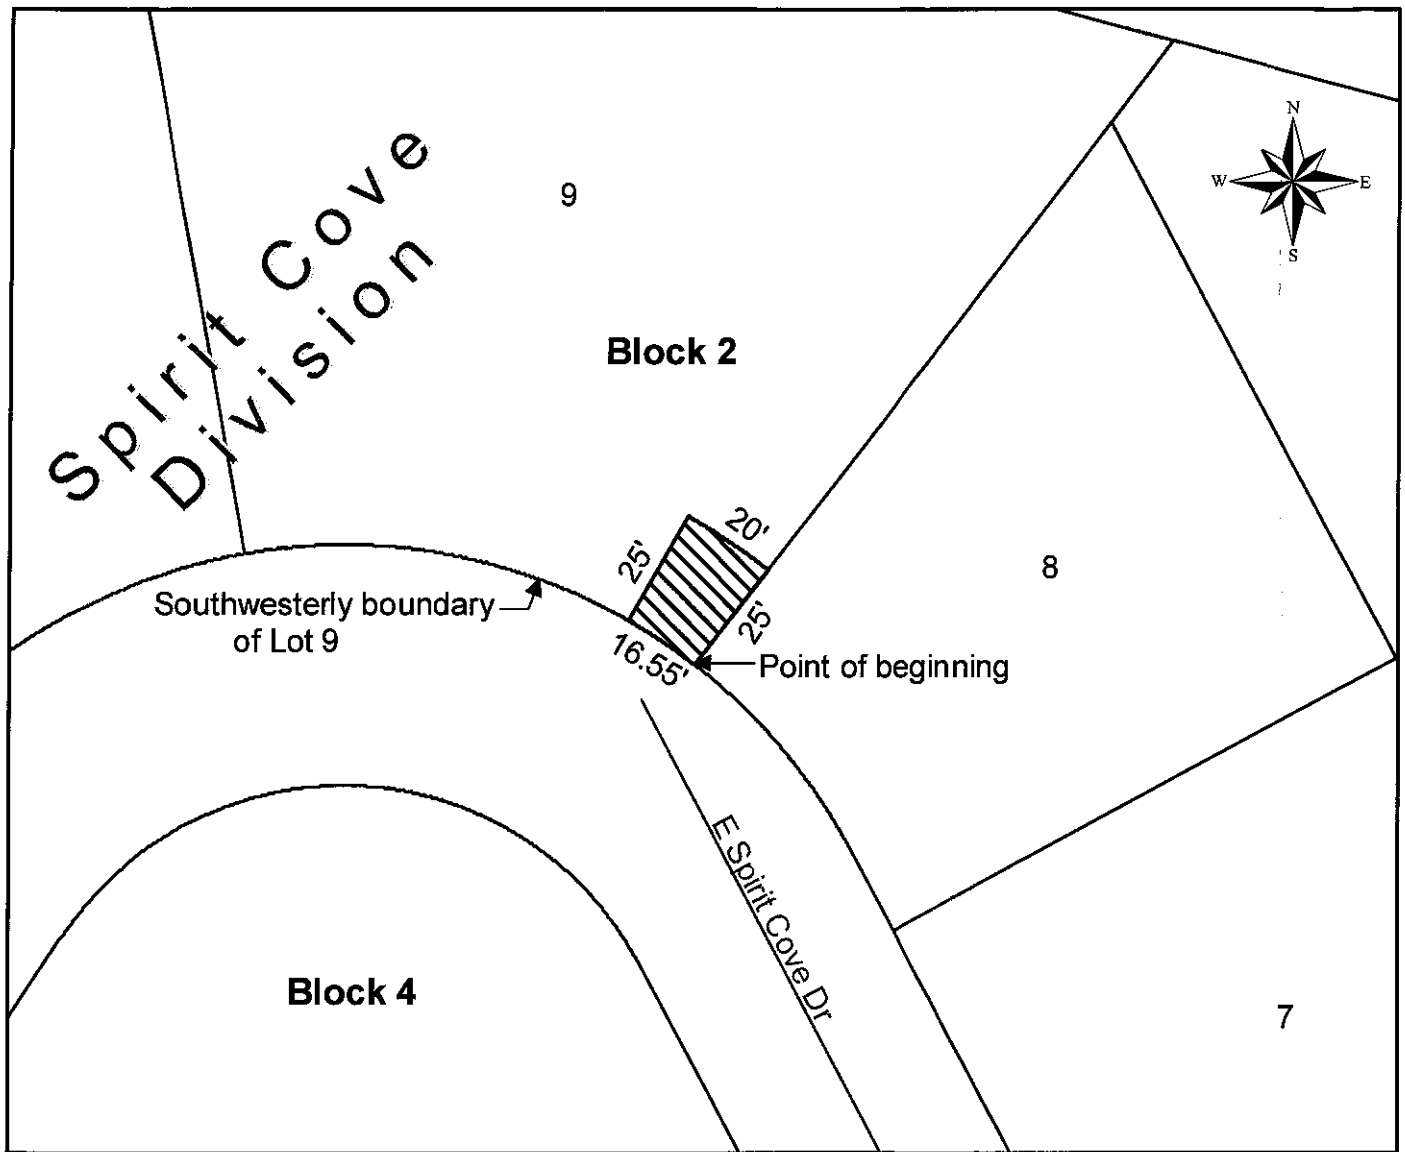 N
W E
S
Spirit Cove
Division
9
Block 2
20'
25'
25'
16.55'
8
Southwesterly boundary
of Lot 9
Point of beginning
E Spirit Cove Dr
Block 4
7